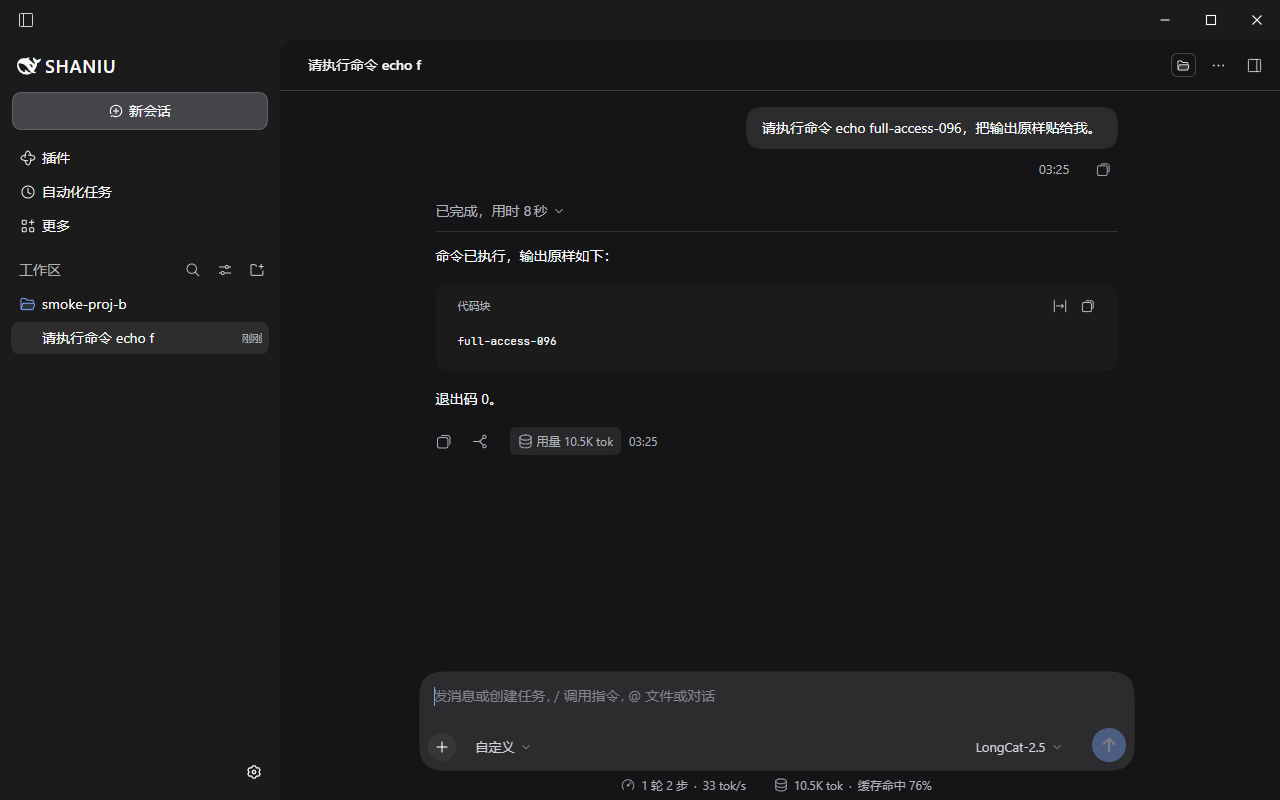 SHANIU
新会话
插件
自动化任务
更多
工作区
smoke-proj-b
请执行命令 echo f
刚刚
请执行命令 echo f
请执行命令 echo full-access-096，把输出原样贴给我。
03:25
已完成，用时 8 秒
命令已执行，输出原样如下：
代码块
full-access-096
退出码 0。
用量 10.5K tok
03:25
发消息或创建任务, / 调用指令, @ 文件或对话
自定义
LongCat-2.5
1 轮 2 步 · 33 tok/s
10.5K tok · 缓存命中 76%